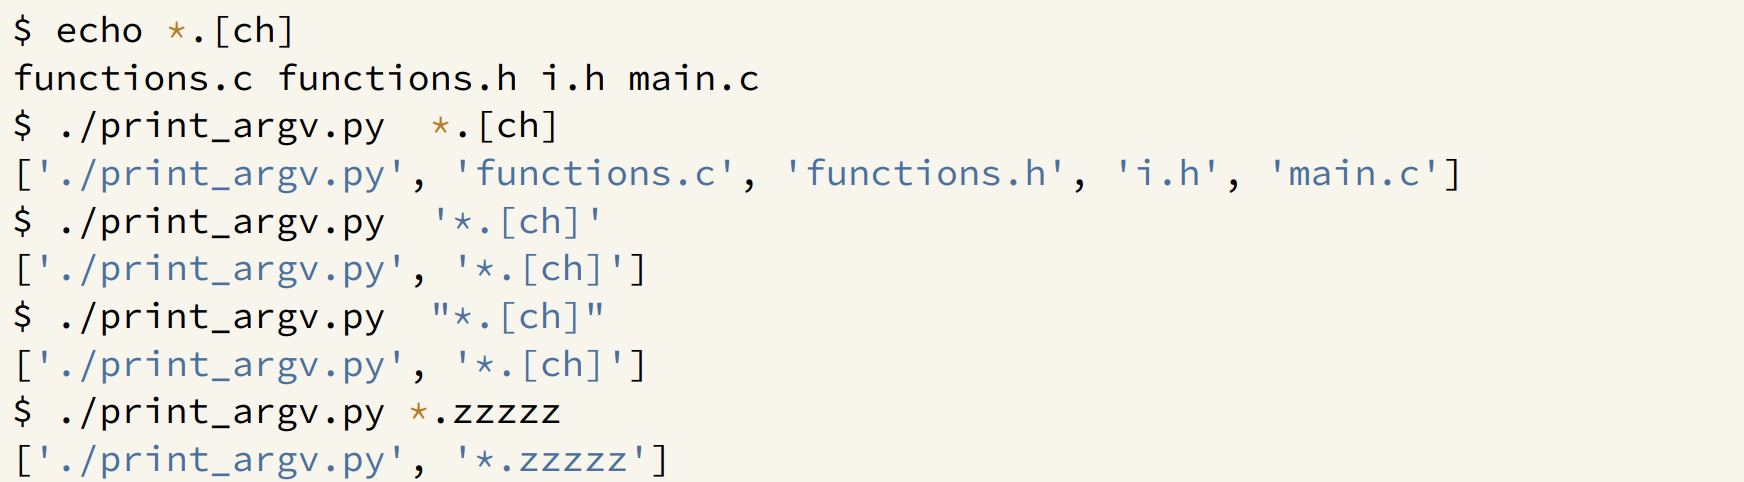 $ echo *.[ch]
functions.c functions.h i.h main.c
$ ./print_argv.py  *.[ch]
['./print_argv.py', 'functions.c', 'functions.h', 'i.h', 'main.c']
$ ./print_argv.py  '*.[ch]'
['./print_argv.py', '*.[ch]']
$ ./print_argv.py  "*.[ch]"
['./print_argv.py', '*.[ch]']
$ ./print_argv.py *.zzzzz
['./print_argv.py', '*.zzzzz']